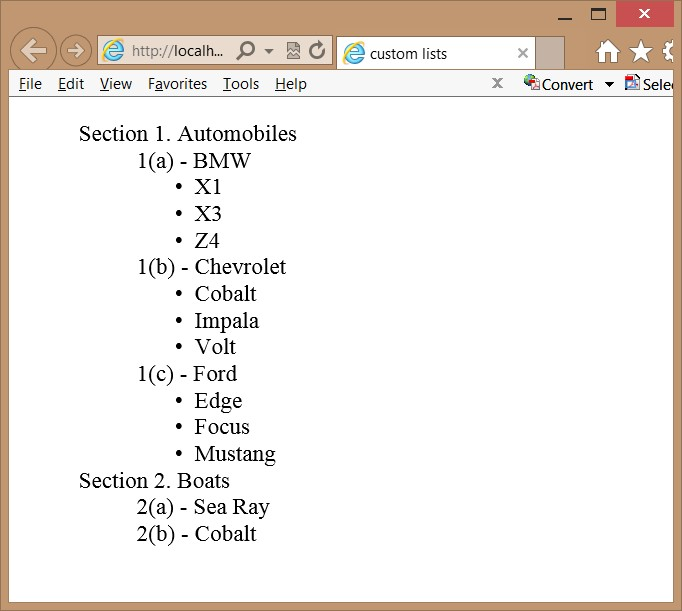 http://localh...
custom lists
File Edit View Favorites Tools Help
x Convert Selec
Section 1. Automobiles
1(a) - BMW
• X1
• X3
• Z4
1(b) - Chevrolet
• Cobalt
• Impala
• Volt
1(c) - Ford
• Edge
• Focus
• Mustang
Section 2. Boats
2(a) - Sea Ray
2(b) - Cobalt